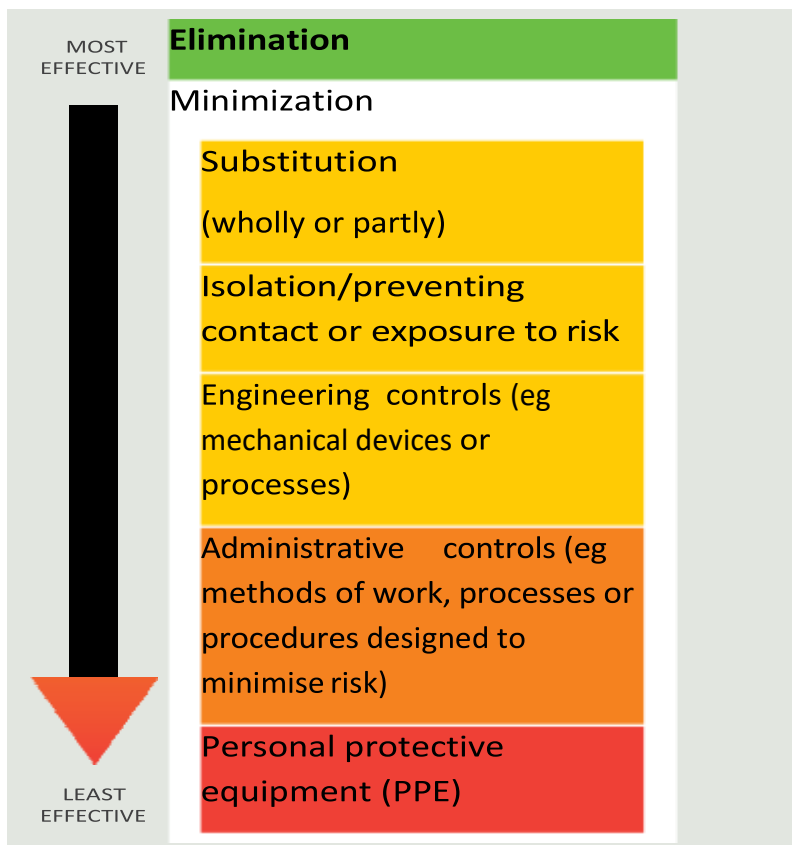 MOST
EFFECTIVE
Elimination
Minimization
Substitution
(wholly or partly)
Isolation/preventing
contact or exposure to risk
Engineering controls (eg
mechanical devices or
processes)
Administrative controls (eg
methods of work, processes or
procedures designed to
minimise risk)
Personal protective
equipment (PPE)
LEAST
EFFECTIVE